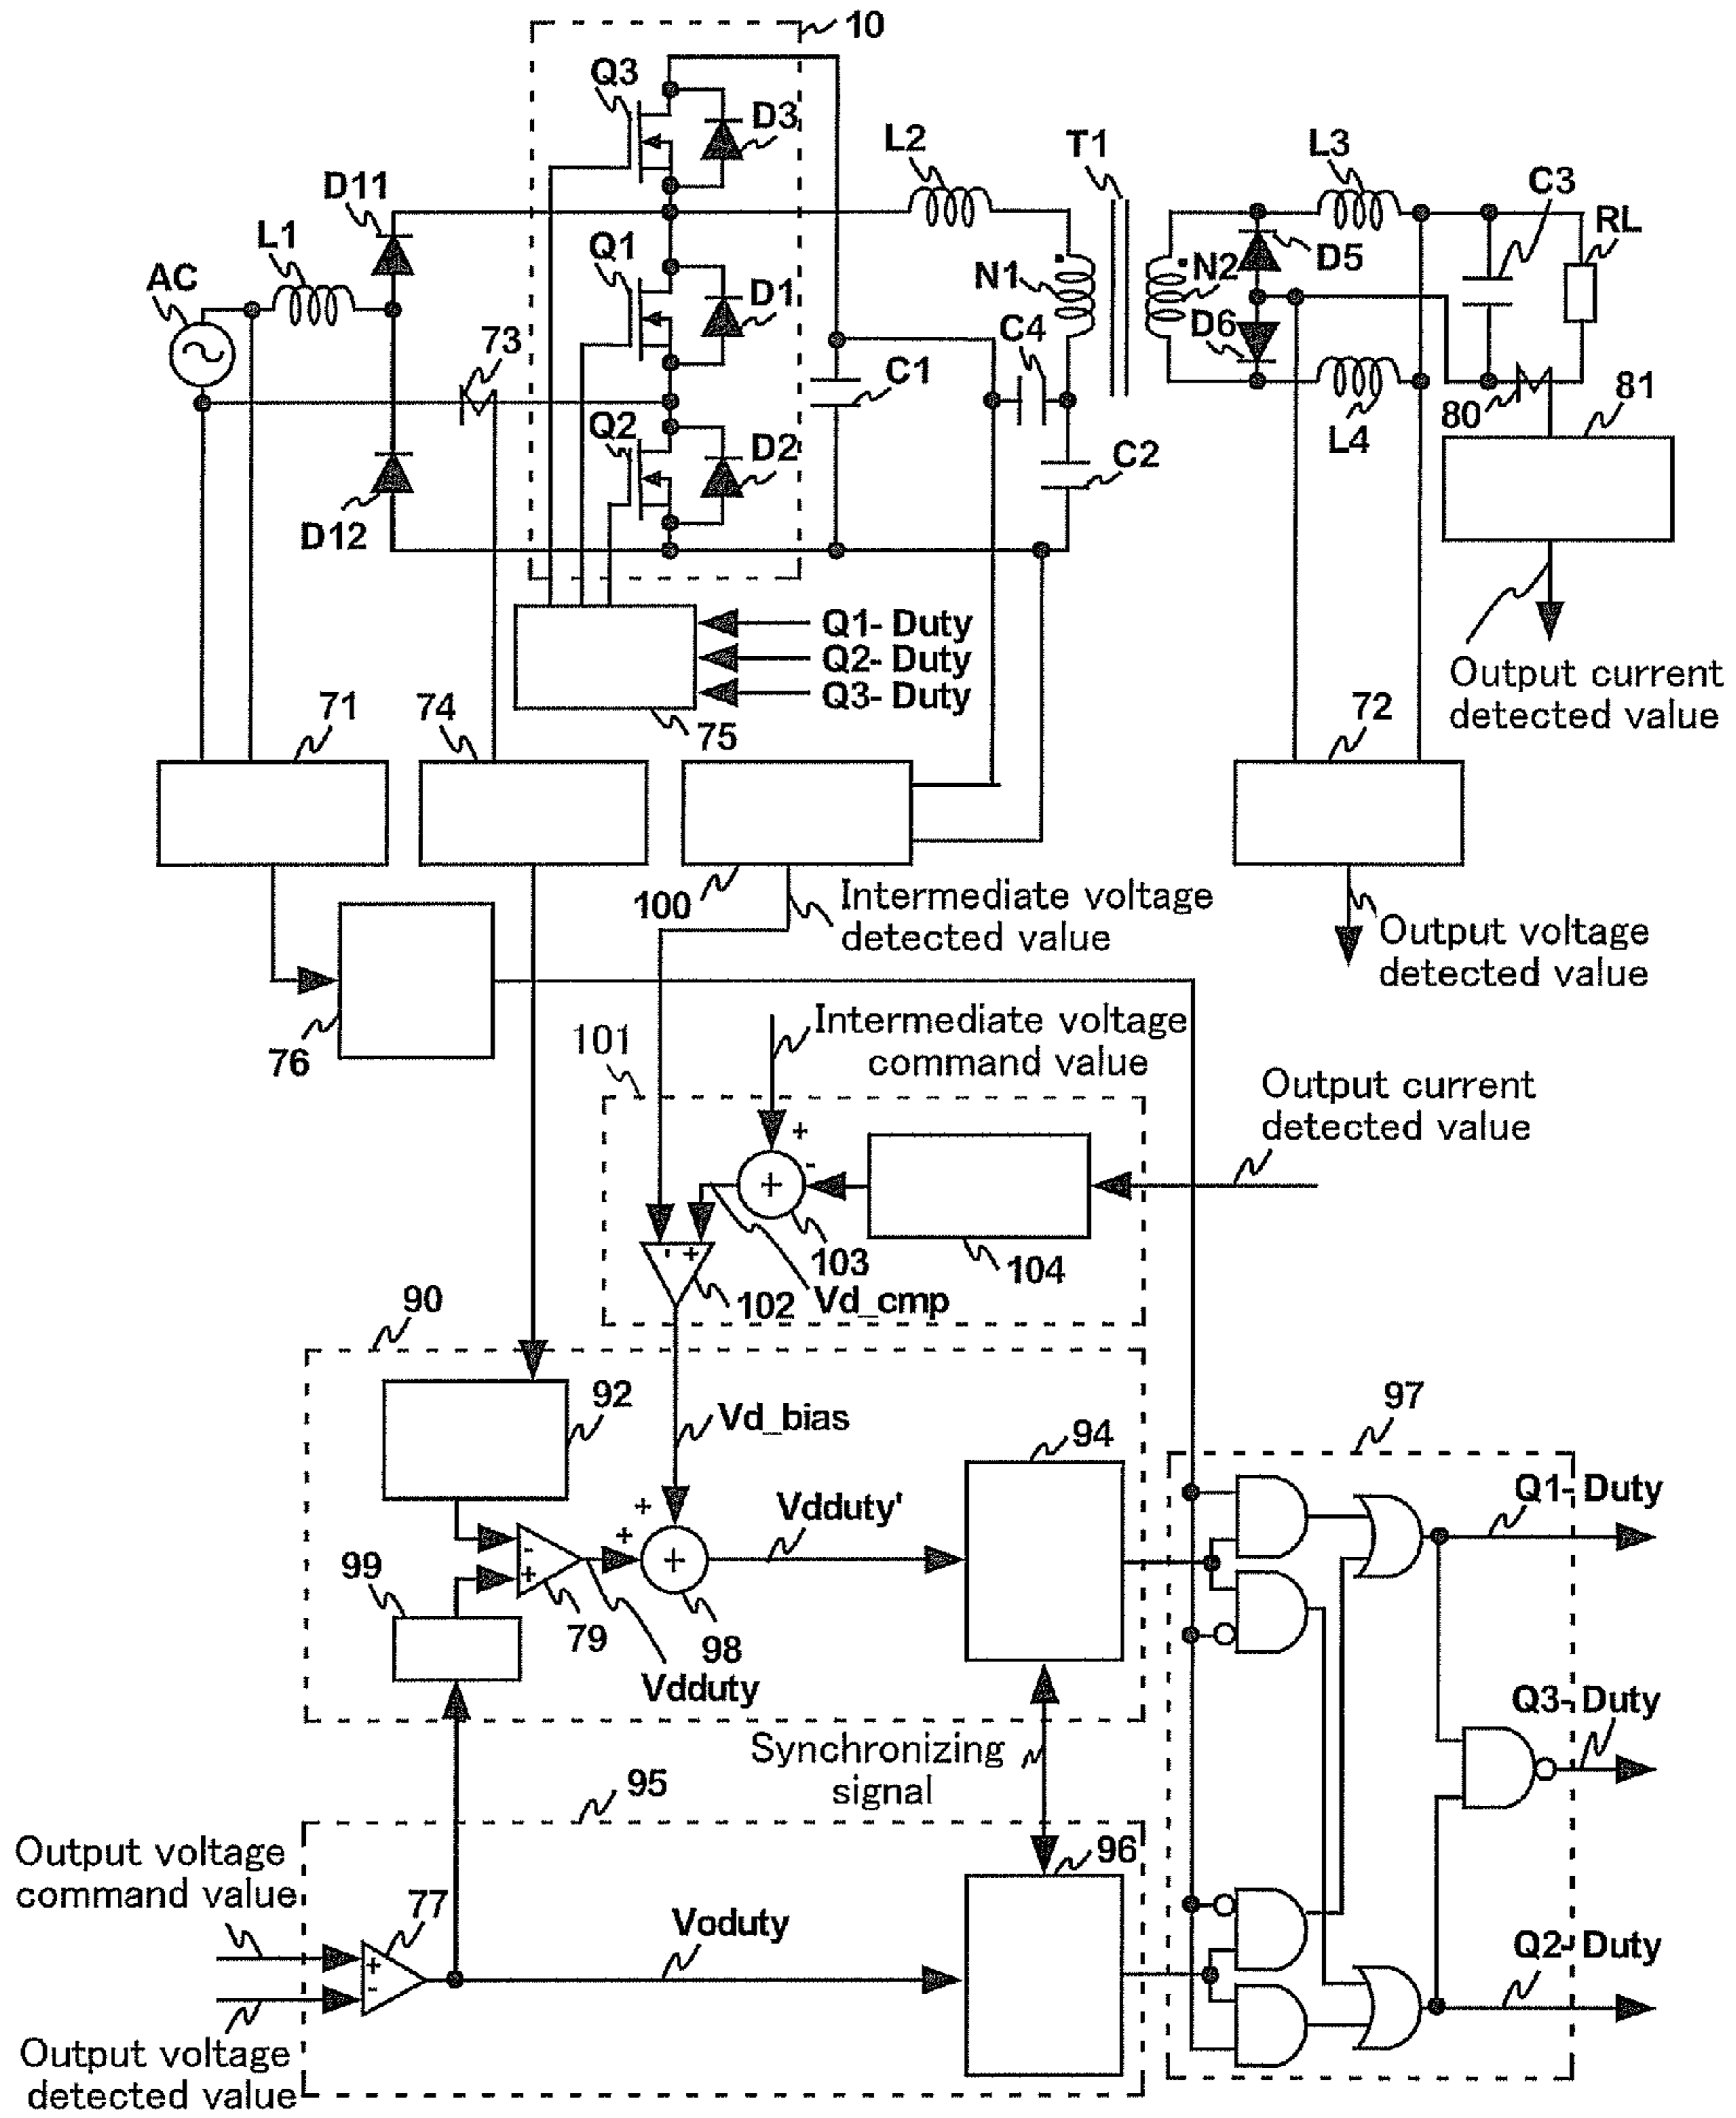 10
Q3
D3
L2
T1
L3
C3
RL
D11
L1
AC
Q1
D1
N1
N2
D5
73
C4
D6
C1
80
81
Q2
D2
C2
L4
D12
Q1- Duty
Q2- Duty
Q3- Duty
75
Output current
detected value
71
74
72
100
Intermediate voltage
detected value
Output voltage
detected value
76
101
Intermediate voltage
command value
Output current
detected value
+
-
+
103
104
- +
102
Vd_cmp
90
92
Vd_bias
94
97
Q1- Duty
Vdduty'
+
+
-
+
+
99
79
98
Vdduty
Q3- Duty
Synchronizing
signal
95
96
Output voltage
command value
77
Voduty
+
-
Q2- Duty
Output voltage
detected value